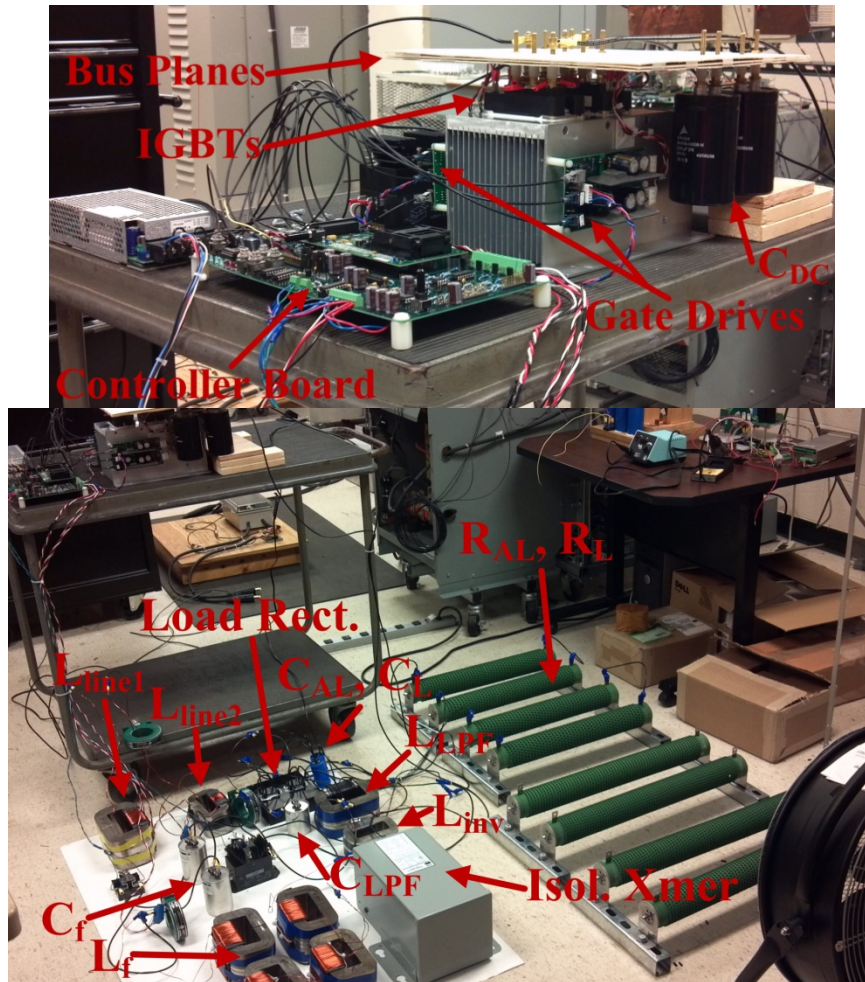 Bus Planes
IGBTs
C_DC
Gate Drives
Controller Board
R_AL, R_L
Load Rect.
L_line1
C_AL, C_L
L_line2
L_LPF
L_inv
C_LPF
Isol. Xmer
C_f
L_f
DELL